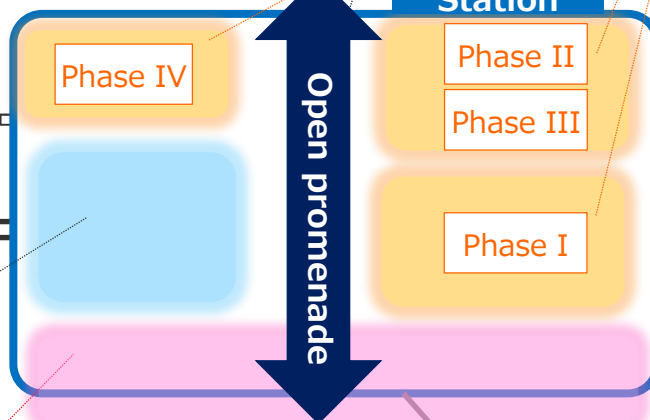 Station
Phase IV
Phase II
Phase III
Open promenade
Phase I